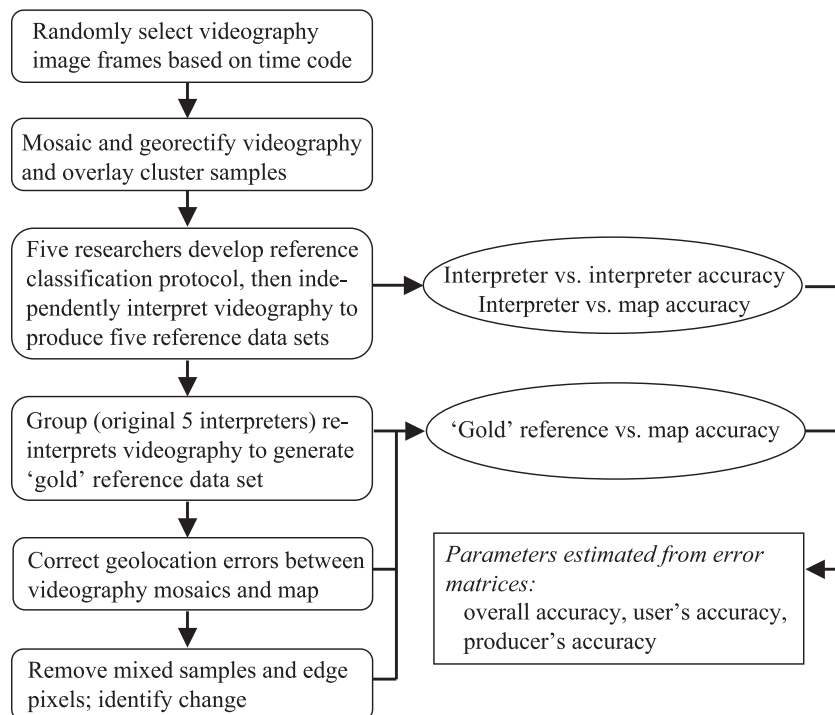 Randomly select videography
image frames based on time code
Mosaic and georectify videography
and overlay cluster samples
Five researchers develop reference
classification protocol, then inde-
pendently interpret videography to
produce five reference data sets
Interpreter vs. interpreter accuracy
Interpreter vs. map accuracy
Group (original 5 interpreters) re-
interprets videography to generate
‘gold’ reference data set
‘Gold’ reference vs. map accuracy
Correct geolocation errors between
videography mosaics and map
Parameters estimated from error
matrices:
overall accuracy, user’s accuracy,
producer’s accuracy
Remove mixed samples and edge
pixels; identify change